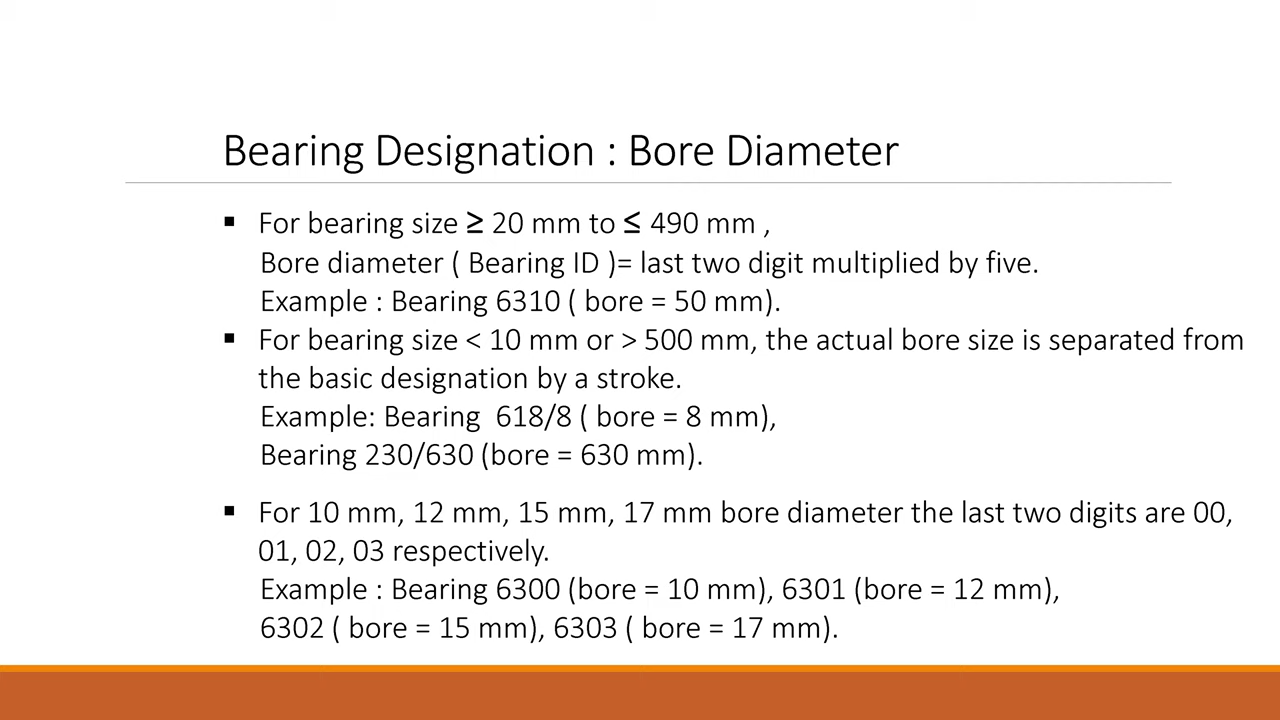 Bearing Designation : Bore Diameter
▪ For bearing size ≥ 20 mm to ≤ 490 mm ,
Bore diameter ( Bearing ID )= last two digit multiplied by five.
Example : Bearing 6310 ( bore = 50 mm).
▪ For bearing size < 10 mm or > 500 mm, the actual bore size is separated from
the basic designation by a stroke.
Example: Bearing 618/8 ( bore = 8 mm),
Bearing 230/630 (bore = 630 mm).
▪ For 10 mm, 12 mm, 15 mm, 17 mm bore diameter the last two digits are 00,
01, 02, 03 respectively.
Example : Bearing 6300 (bore = 10 mm), 6301 (bore = 12 mm),
6302 ( bore = 15 mm), 6303 ( bore = 17 mm).